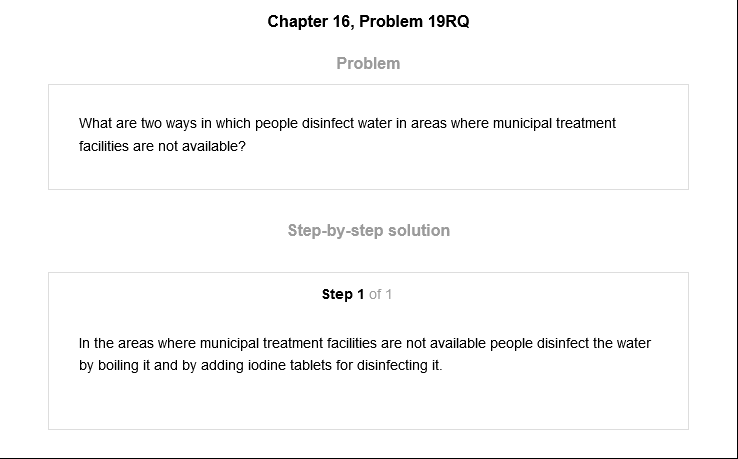 Chapter 16, Problem 19RQ
Problem
What are two ways in which people disinfect water in areas where municipal treatment
facilities are not available?
Step-by-step solution
Step 1 of 1
In the areas where municipal treatment facilities are not available people disinfect the water
by boiling it and by adding iodine tablets for disinfecting it.